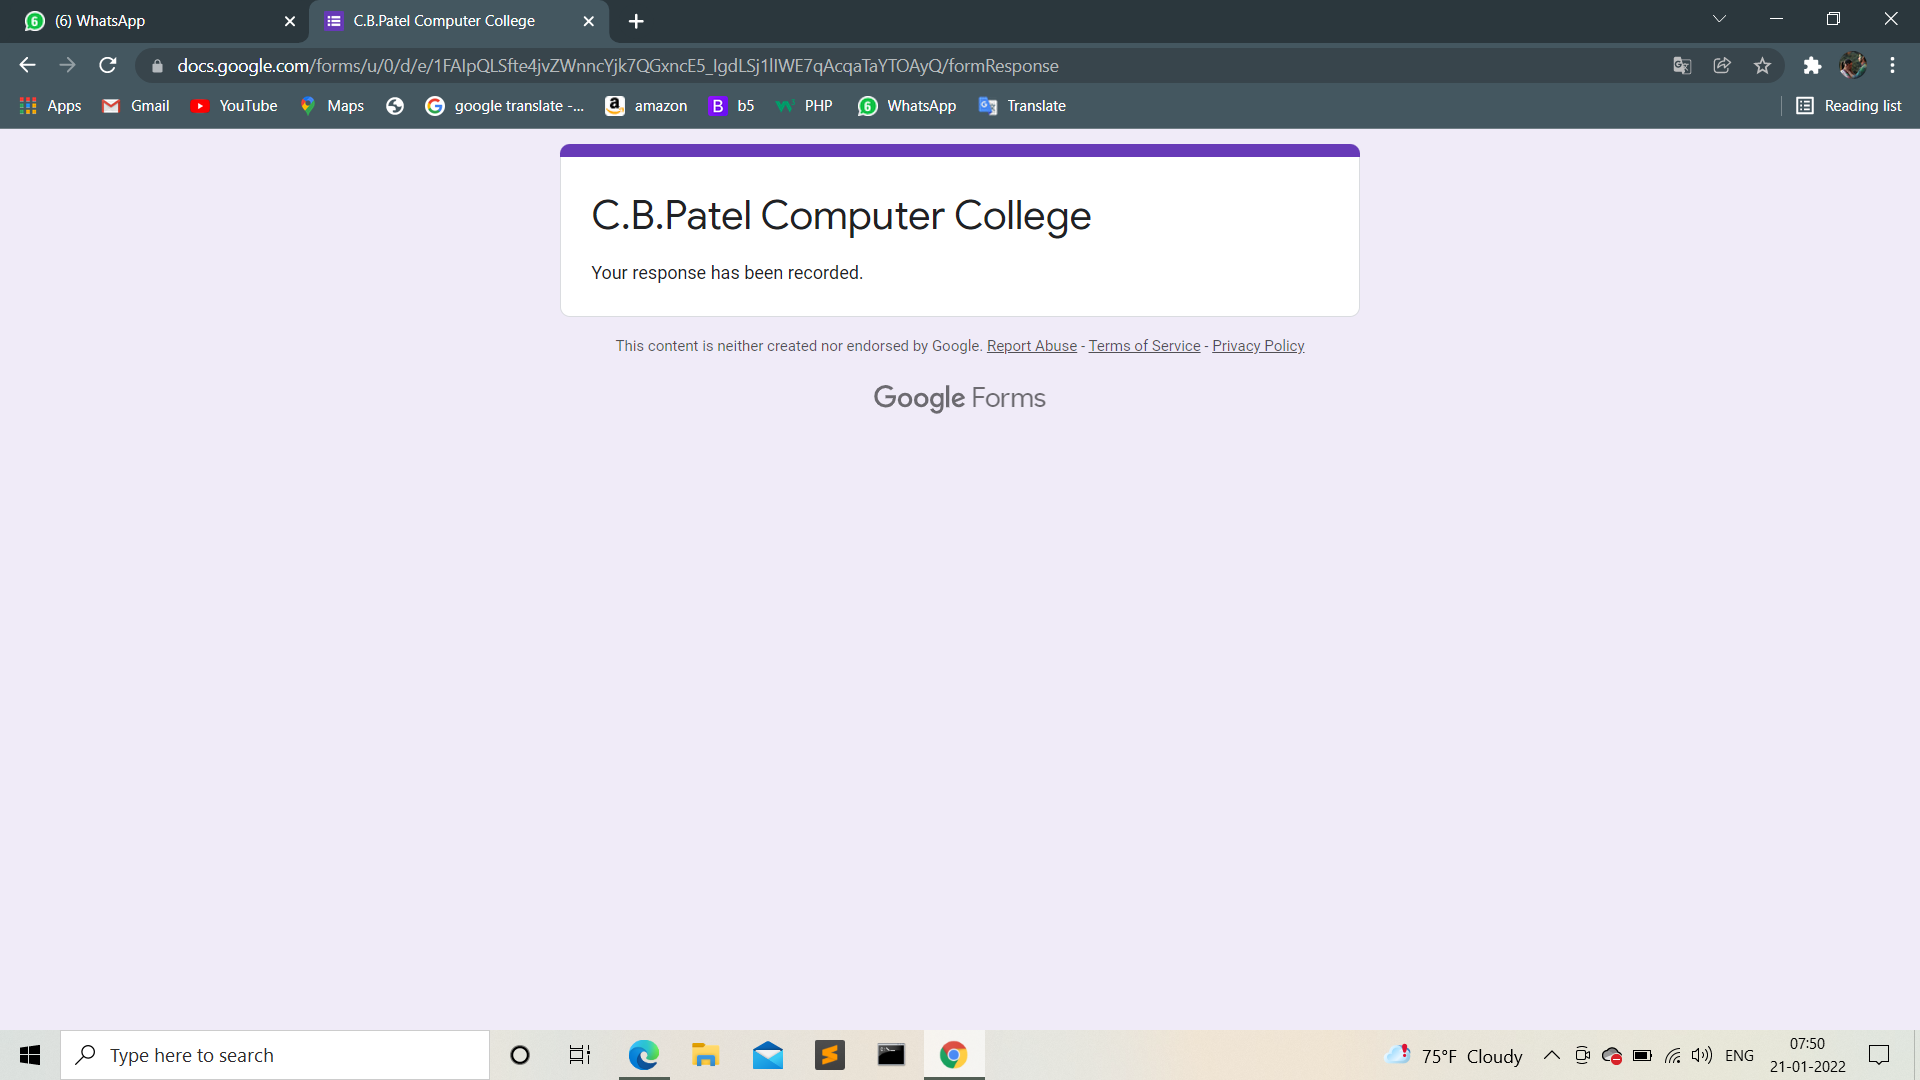 6 (6) WhatsApp
C.B.Patel Computer College
docs.google.com/forms/u/0/d/e/1FAIpQLSfte4jvZWnncYjk7QGxncE5_IgdLSj1lIWE7qAcqaTaYTOAyQ/formResponse
Apps Gmail YouTube Maps google translate -... amazon B b5 PHP 6 WhatsApp Translate Reading list
C.B.Patel Computer College
Your response has been recorded.
This content is neither created nor endorsed by Google. Report Abuse - Terms of Service - Privacy Policy
Google Forms
Type here to search
75°F Cloudy
ENG
07:50
21-01-2022